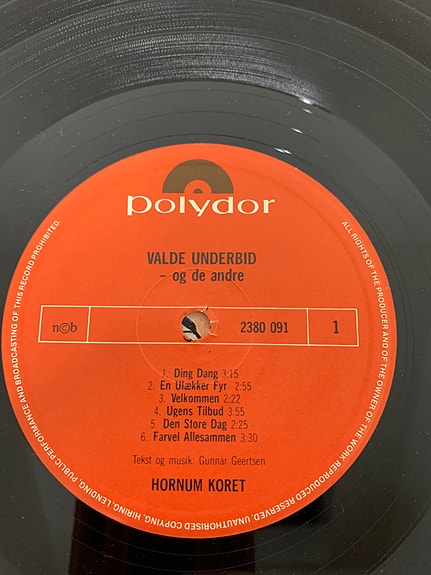 polydor
VALDE UNDERBID
- og de andre
n©b 2380 091 1
1. Ding Dang 3:15
2. En Ulækker Fyr 2:55
3. Velkommen 2:22
4. Ugens Tilbud 3:55
5. Den Store Dag 2:25
6. Farvel Allesammen 3:30
Tekst og musik: Gunnar Geertsen
HORNUM KORET
ALL RIGHTS OF THE PRODUCER AND OF THE OWNER OF THE WORK REPRODUCED RESERVED. UNAUTHORISED COPYING, HIRING, LENDING, PUBLIC PERFORMANCE AND BROADCASTING OF THIS RECORD PROHIBITED.